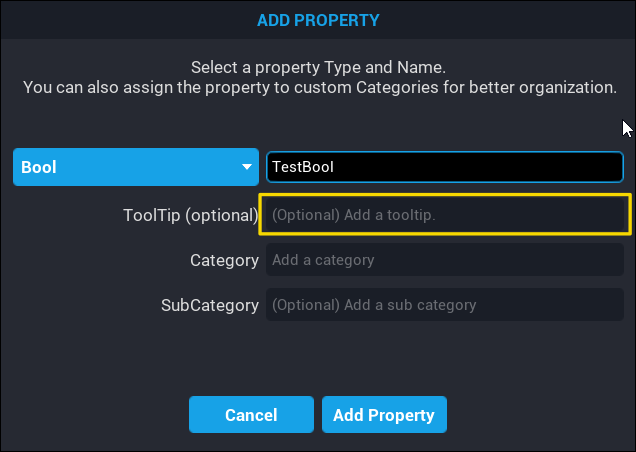 ADD PROPERTY
Select a property Type and Name.
You can also assign the property to custom Categories for better organization.
Bool TestBool
ToolTip (optional) (Optional) Add a tooltip.
Category Add a category
SubCategory (Optional) Add a sub category
Cancel Add Property